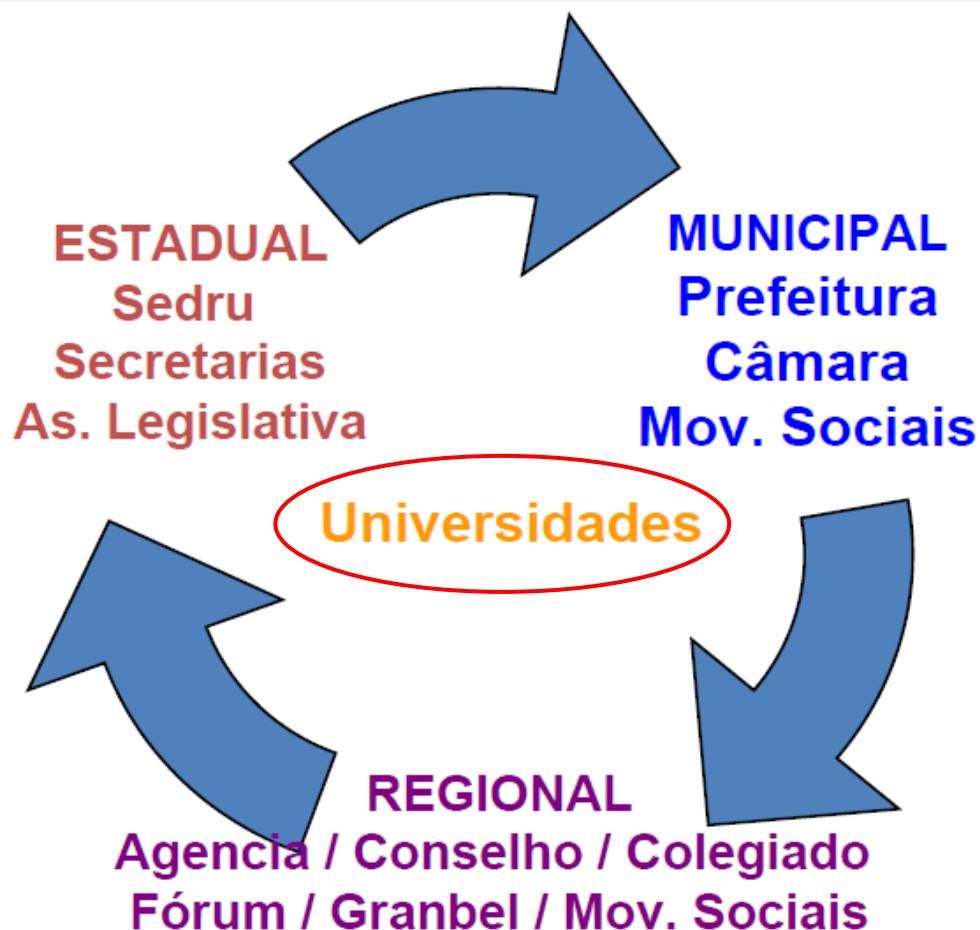 ESTADUAL
Sedru
Secretarias
As. Legislativa
MUNICIPAL
Prefeitura
Câmara
Mov. Sociais
Universidades
REGIONAL
Agencia / Conselho / Colegiado
Fórum / Granbel / Mov. Sociais